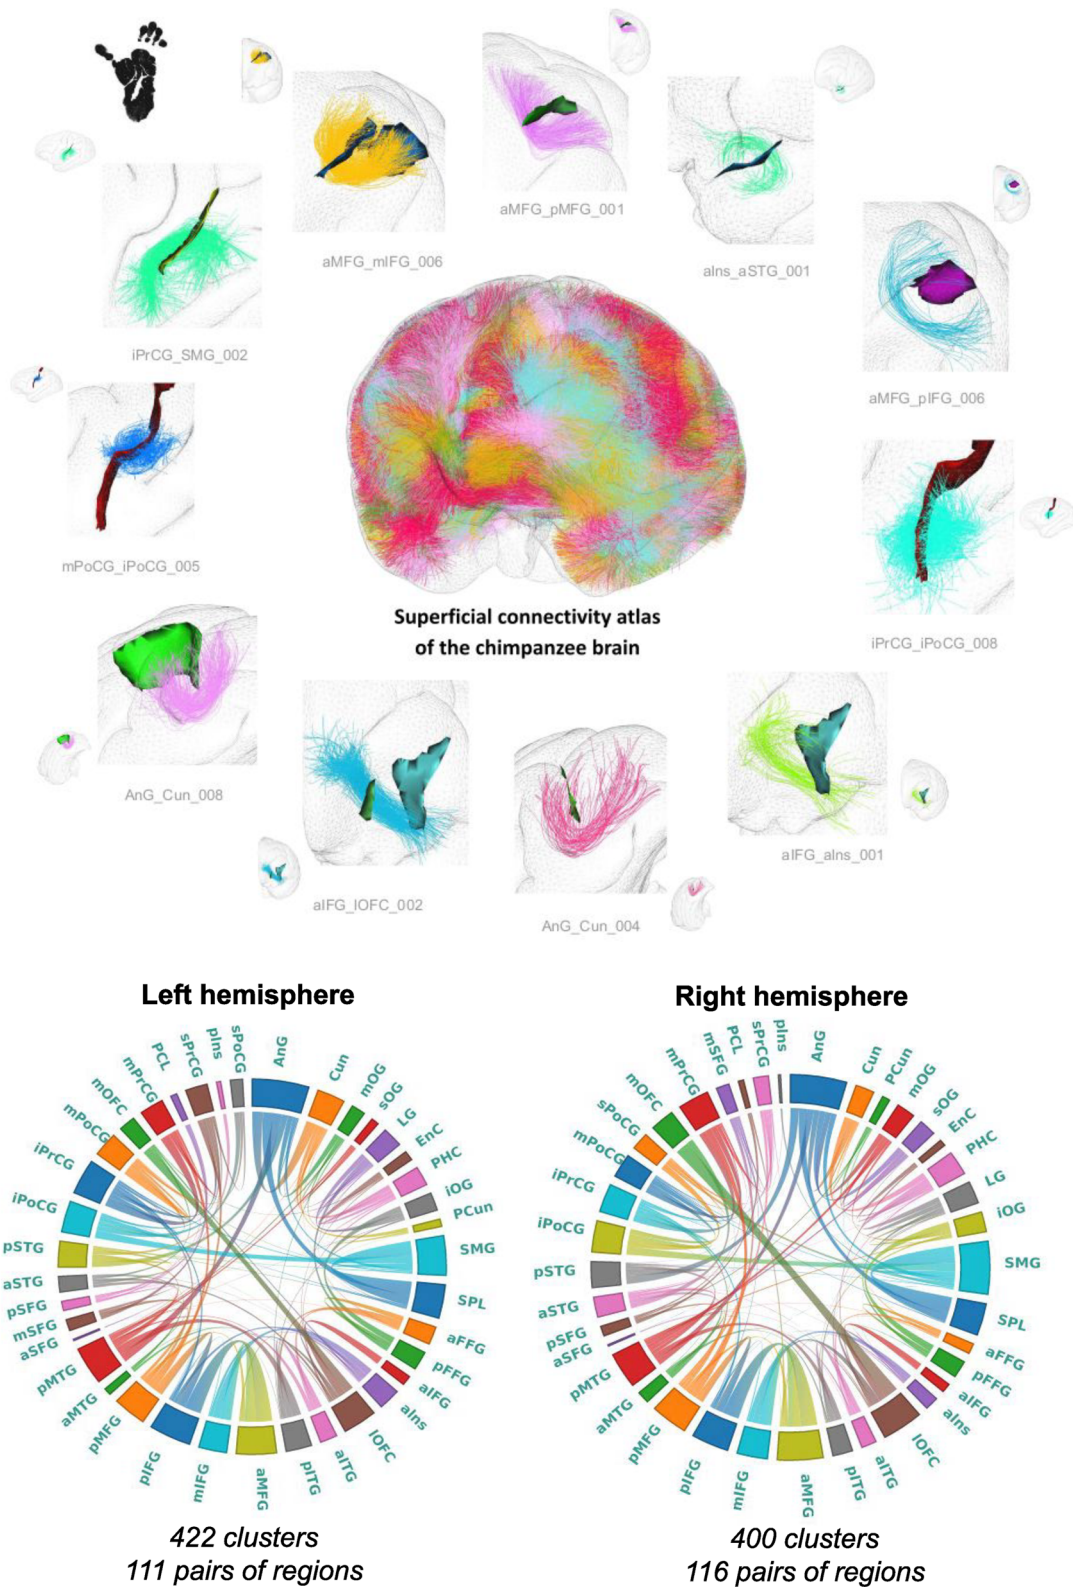 aMFG_pMFG_001
aMFG_mIFG_006
aIns_aSTG_001
iPrCG_SMG_002
aMFG_pIFG_006
mPoCG_iPoCG_005
Superficial connectivity atlas
of the chimpanzee brain
iPrCG_iPoCG_008
AnG_Cun_008
aIFG_lOFC_002
AnG_Cun_004
aIFG_aIns_001
Left hemisphere
AnG
Cun
mOG
sOG
LG
EnC
PHC
iOG
PCun
SMG
SPL
aFFG
pFFG
aIFG
aIns
lOFC
aITG
pITG
aMFG
mIFG
pIFG
pMFG
aMTG
pMTG
aSFG
mSFG
pSFG
aSTG
pSTG
iPoCG
iPrCG
mPoCG
mOFC
mPrCG
PCL
sPrCG
pIns
sPoCG
422 clusters
111 pairs of regions
Right hemisphere
AnG
Cun
PCun
mOG
sOG
EnC
PHC
LG
iOG
SMG
SPL
aFFG
pFFG
aIFG
aIns
lOFC
aITG
pITG
aMFG
mIFG
pIFG
pMFG
aMTG
pMTG
aSFG
pSFG
aSTG
pSTG
iPoCG
iPrCG
mPoCG
sPoCG
mOFC
mPrCG
mSFG
PCL
sPrCG
pIns
400 clusters
116 pairs of regions